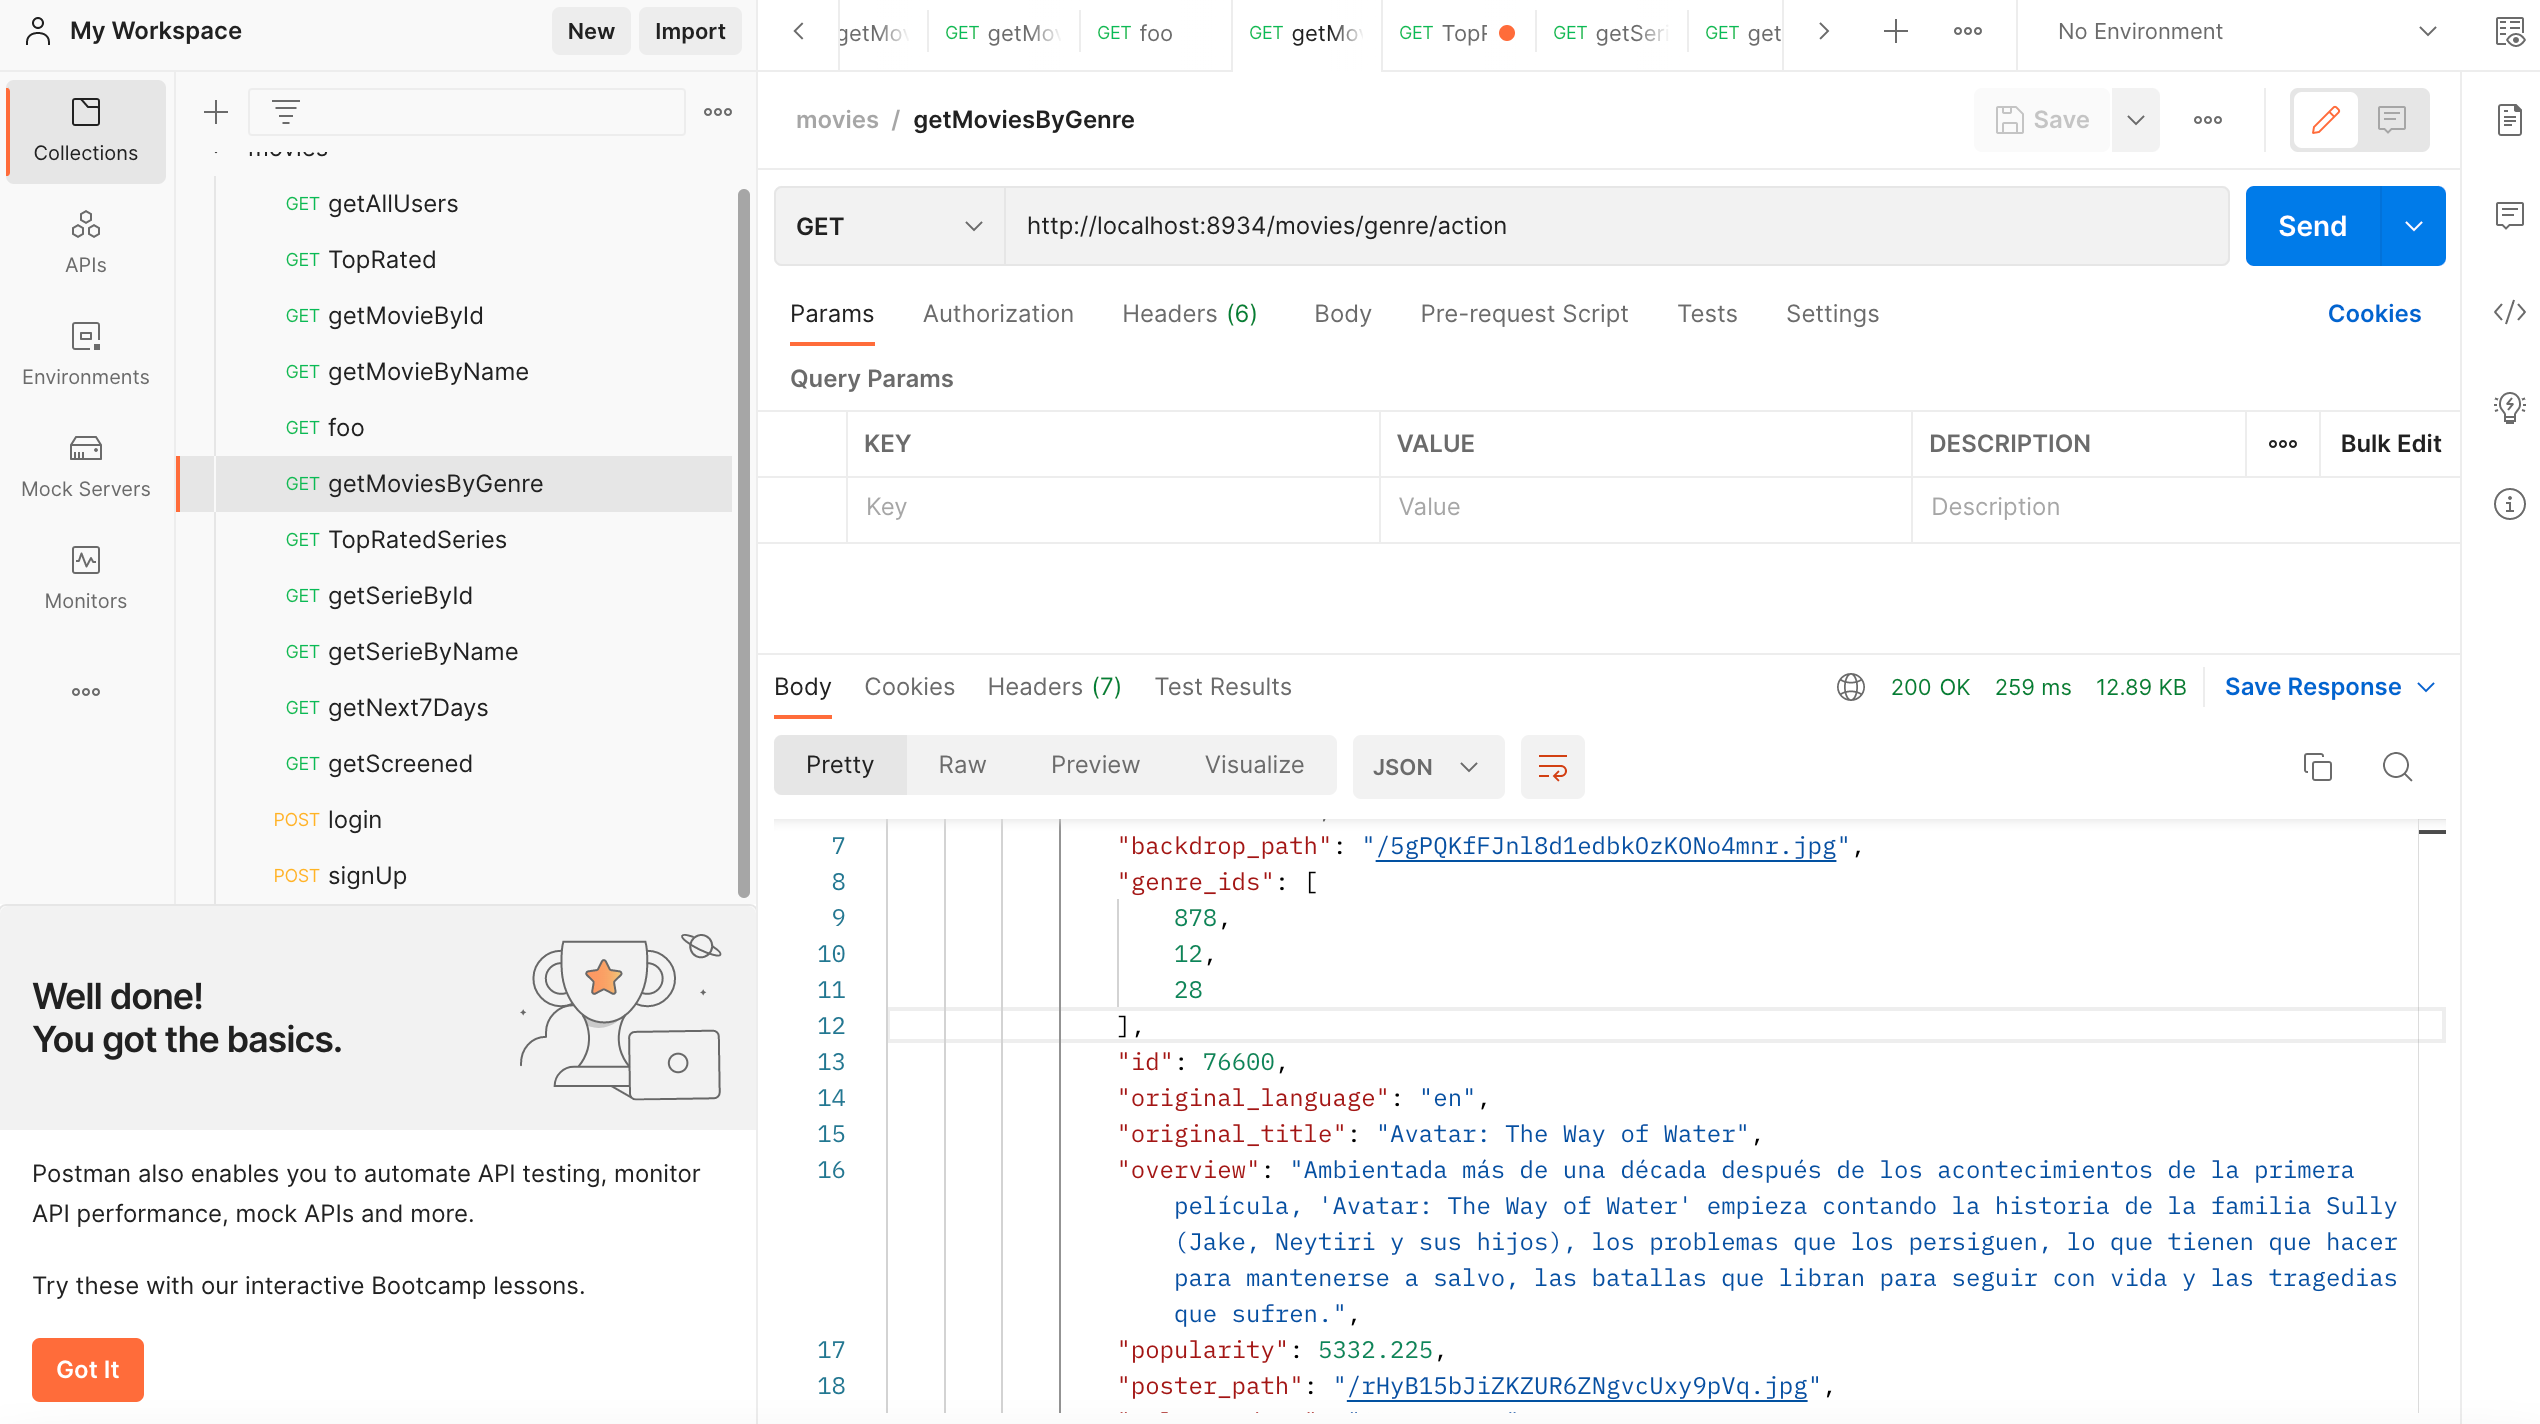 My Workspace
New
Import
GET getMo
GET foo
GET getMo
GET TopR
GET getSeri
GET get
No Environment
Collections
APIs
Environments
Mock Servers
Monitors
movies
GET getAllUsers
GET TopRated
GET getMovieById
GET getMovieByName
GET foo
GET getMoviesByGenre
GET TopRatedSeries
GET getSerieById
GET getSerieByName
GET getNext7Days
GET getScreened
POST login
POST signUp
Well done!
You got the basics.
Postman also enables you to automate API testing, monitor
API performance, mock APIs and more.
Try these with our interactive Bootcamp lessons.
Got It
movies / getMoviesByGenre
Save
GET
http://localhost:8934/movies/genre/action
Send
Params Authorization Headers (6) Body Pre-request Script Tests Settings Cookies
Query Params
KEY VALUE DESCRIPTION Bulk Edit
Key Value Description
Body Cookies Headers (7) Test Results 200 OK 259 ms 12.89 KB Save Response
Pretty Raw Preview Visualize JSON
7 "backdrop_path": "/5gPQKfFJnl8d1edbkOzKONo4mnr.jpg",
8 "genre_ids": [
9 878,
10 12,
11 28
12 ],
13 "id": 76600,
14 "original_language": "en",
15 "original_title": "Avatar: The Way of Water",
16 "overview": "Ambientada más de una década después de los acontecimientos de la primera
película, 'Avatar: The Way of Water' empieza contando la historia de la familia Sully
(Jake, Neytiri y sus hijos), los problemas que los persiguen, lo que tienen que hacer
para mantenerse a salvo, las batallas que libran para seguir con vida y las tragedias
que sufren.",
17 "popularity": 5332.225,
18 "poster_path": "/rHyB15bJiZKZUR6ZNgvcUxy9pVq.jpg",